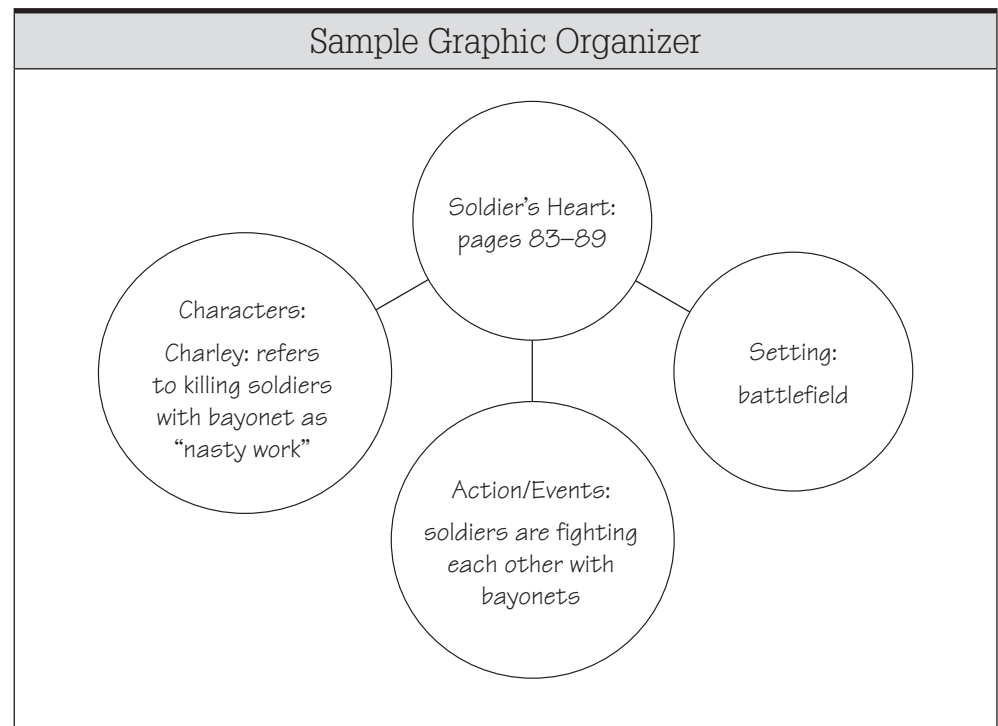 Sample Graphic Organizer
Soldier's Heart:
pages 83–89
Characters:
Charley: refers
to killing soldiers
with bayonet as
“nasty work”
Action/Events:
soldiers are fighting
each other with
bayonets
Setting:
battlefield